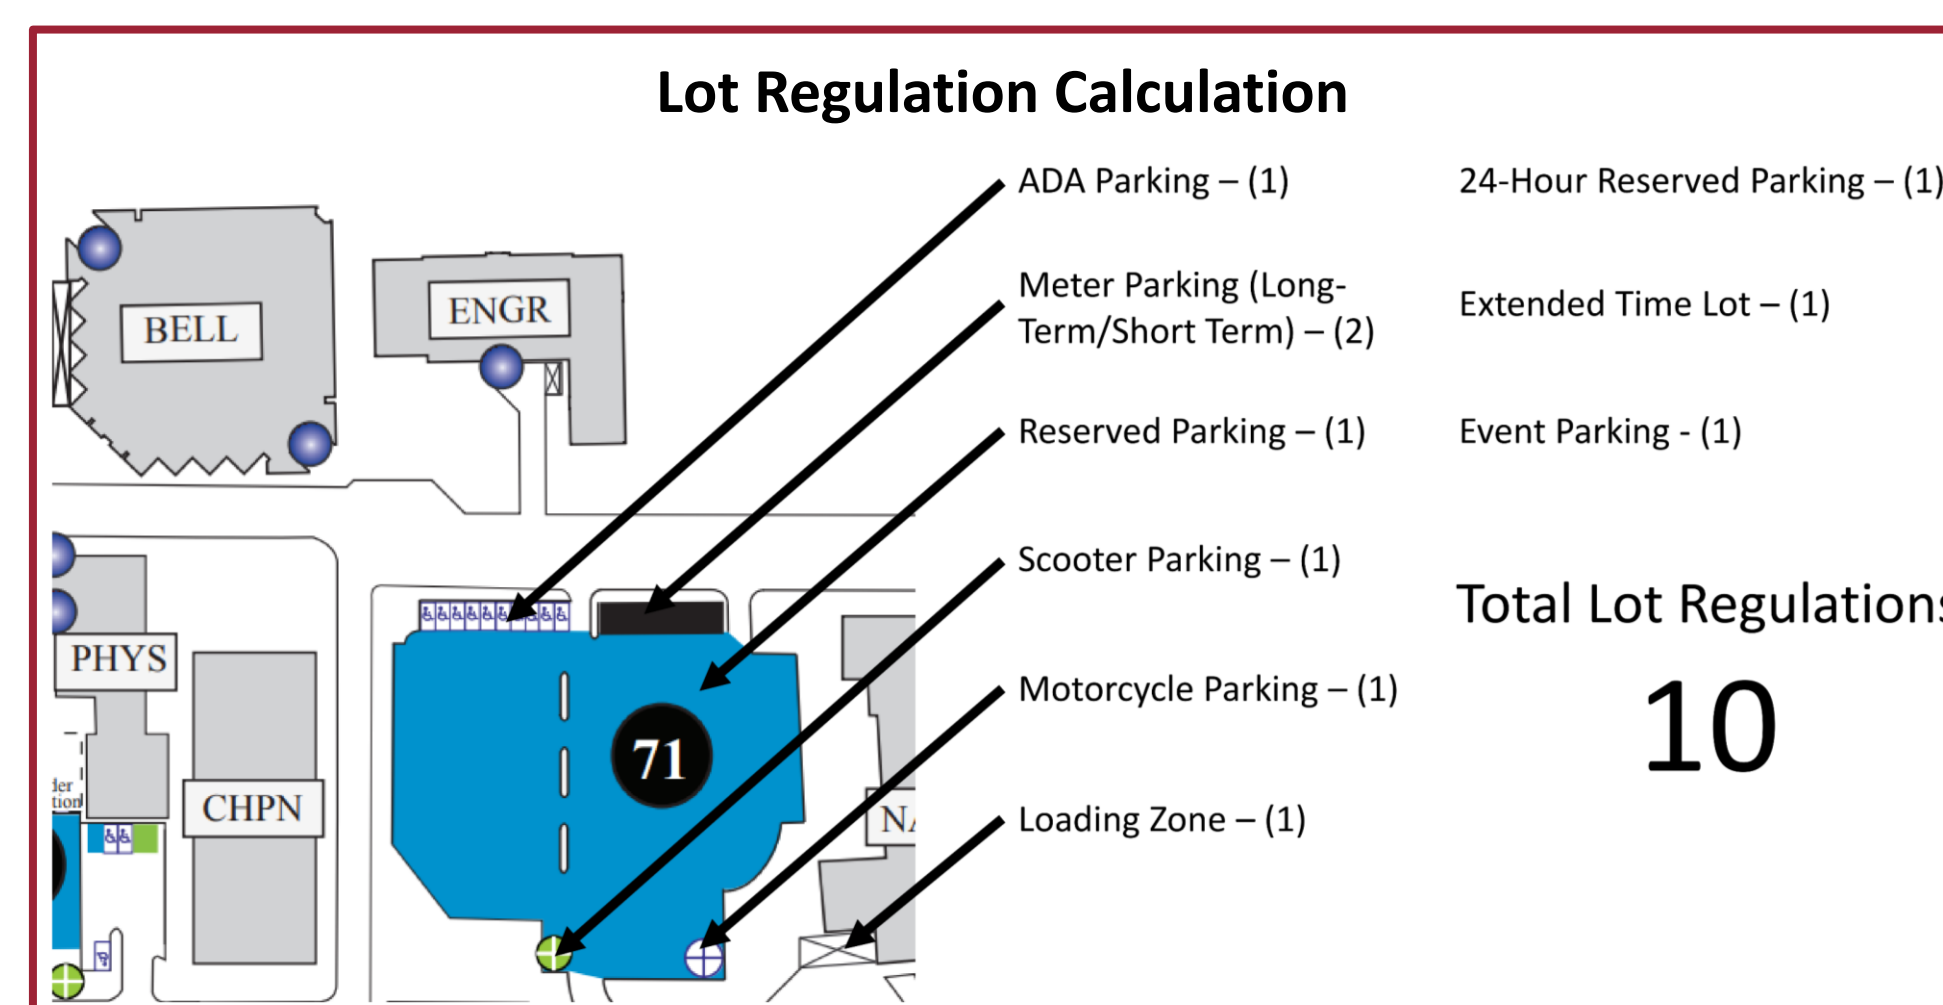 Lot Regulation Calculation
ADA Parking – (1)
24-Hour Reserved Parking – (1)
Meter Parking (Long-
Term/Short Term) – (2)
Extended Time Lot – (1)
Reserved Parking – (1)
Event Parking - (1)
Scooter Parking – (1)
Total Lot Regulations
10
Motorcycle Parking – (1)
Loading Zone – (1)
BELL
ENGR
PHYS
71
CHPN